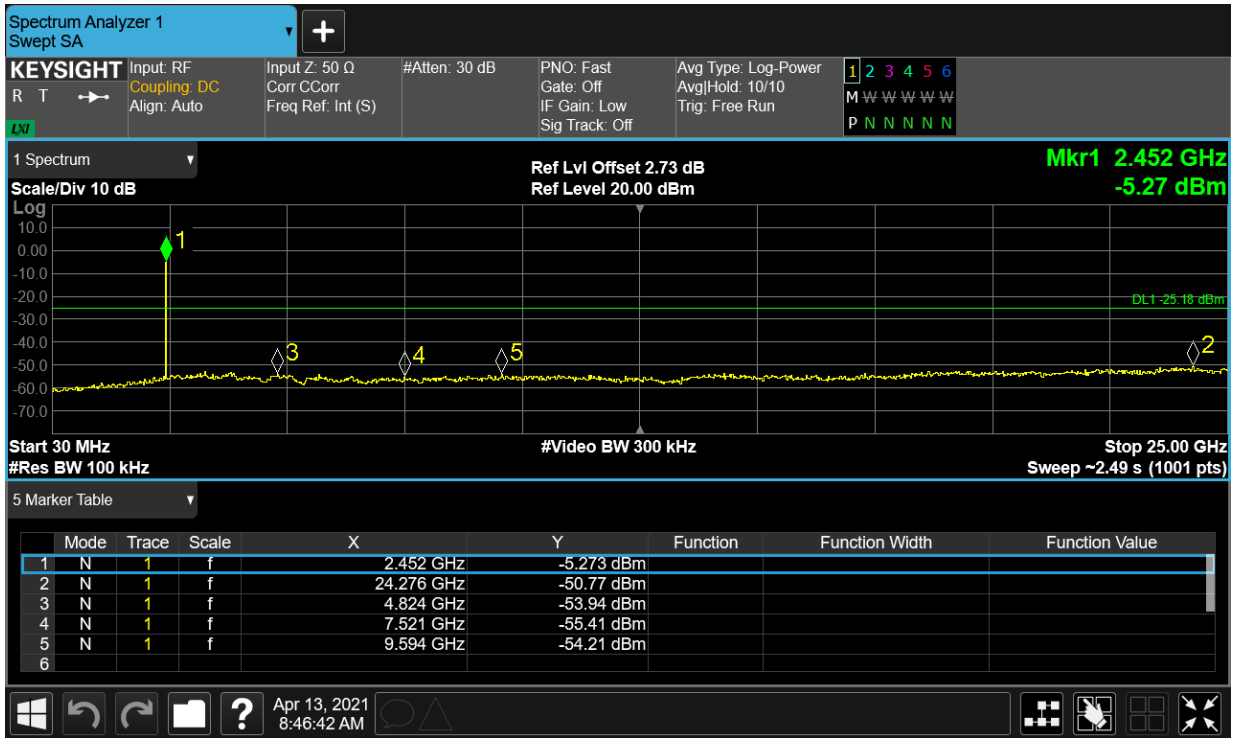 Spectrum Analyzer 1
Swept SA
▼
+
KEYSIGHT
R T
LXI
Input: RF
Coupling: DC
Align: Auto
Input Z: 50 Ω
Corr CCorr
Freq Ref: Int (S)
#Atten: 30 dB
PNO: Fast
Gate: Off
IF Gain: Low
Sig Track: Off
Avg Type: Log-Power
Avg|Hold: 10/10
Trig: Free Run
1 2 3 4 5 6
M W W W W W
P N N N N N
1 Spectrum ▼
Scale/Div 10 dB
Ref Lvl Offset 2.73 dB
Ref Level 20.00 dBm
Mkr1 2.452 GHz
-5.27 dBm
Log
10.0
0.00
-10.0
-20.0
-30.0
-40.0
-50.0
-60.0
-70.0
1
3
4
5
2
DL1 -25.18 dBm
Start 30 MHz
#Video BW 300 kHz
Stop 25.00 GHz
#Res BW 100 kHz
Sweep ~2.49 s (1001 pts)
5 Marker Table ▼
Mode Trace Scale X Y Function Function Width Function Value
1 N 1 f 2.452 GHz -5.273 dBm
2 N 1 f 24.276 GHz -50.77 dBm
3 N 1 f 4.824 GHz -53.94 dBm
4 N 1 f 7.521 GHz -55.41 dBm
5 N 1 f 9.594 GHz -54.21 dBm
6
?
Apr 13, 2021
8:46:42 AM